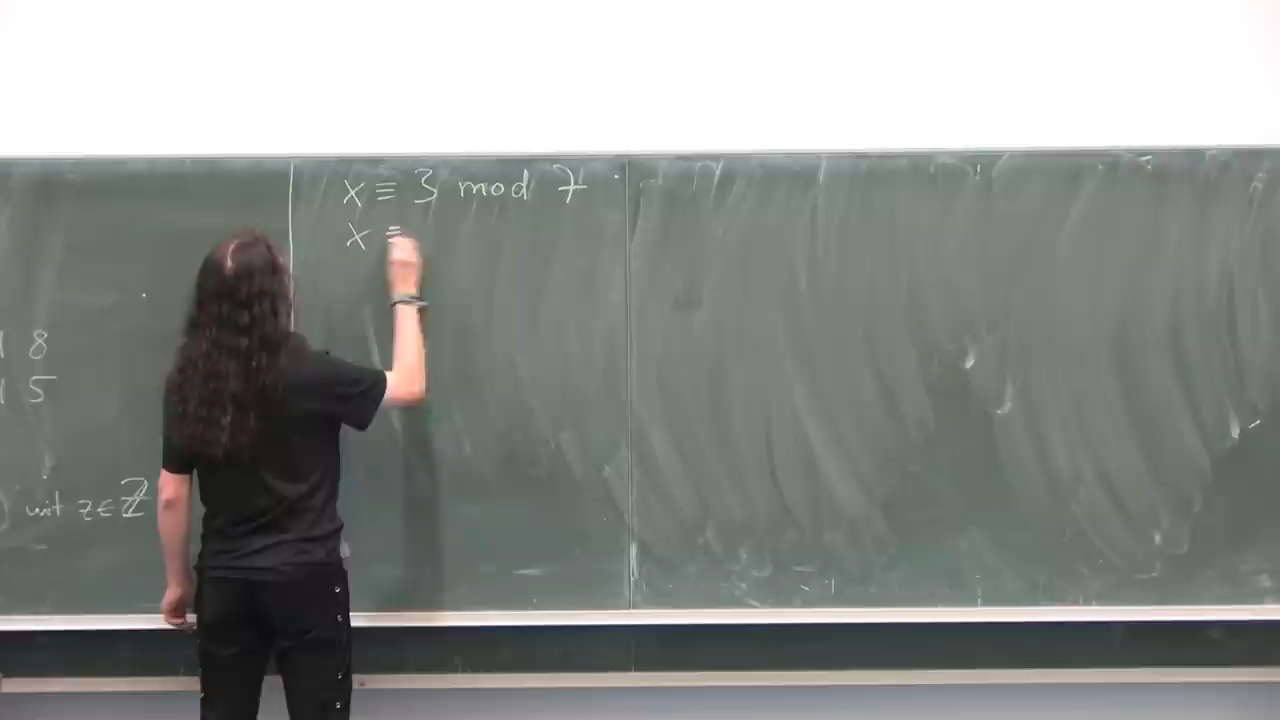 8
5
) mit z ∈ ℤ
x ≡ 3 mod 7
x ≡